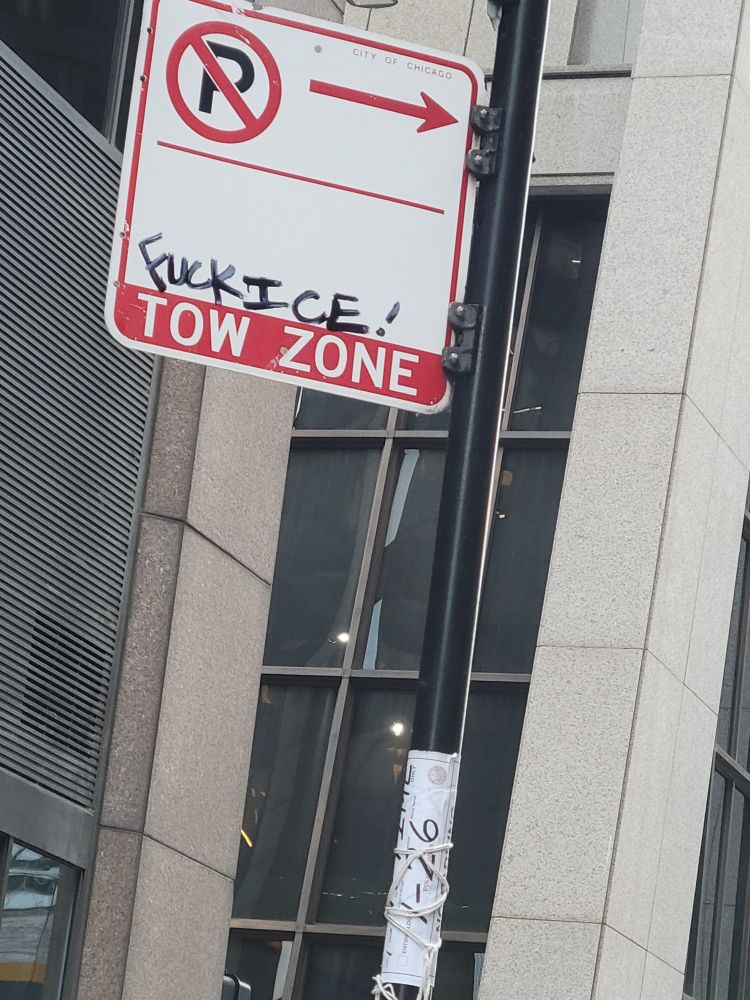 CITY OF CHICAGO
P
FUCK ICE!
TOW ZONE